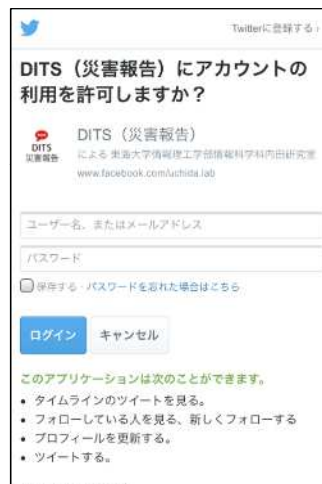 Twitterに登録する ›
DITS（災害報告）にアカウントの
利用を許可しますか？
DITS
災害報告
DITS（災害報告）
による 東海大学情報理工学部情報科学科内田研究室
www.facebook.com/uchida.lab
ユーザー名、またはメールアドレス
パスワード
保存する · パスワードを忘れた場合はこちら
ログイン キャンセル
このアプリケーションは次のことができます。
• タイムラインのツイートを見る。
• フォローしている人を見る、新しくフォローする
• プロフィールを更新する。
• ツイートする。